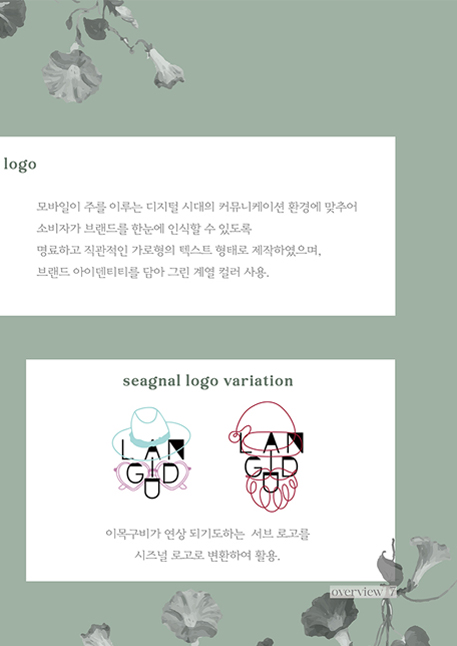 logo
모바일이 주를 이루는 디지털 시대의 커뮤니케이션 환경에 맞추어
소비자가 브랜드를 한눈에 인식할 수 있도록
명료하고 직관적인 가로형의 텍스트 형태로 제작하였으며,
브랜드 아이덴티티를 담아 그린 계열 컬러 사용.
seagnal logo variation
LAN
GUID
LAN
GUID
이목구비가 연상 되기도하는 서브 로고를
시즈널 로고로 변환하여 활용.
overview 7